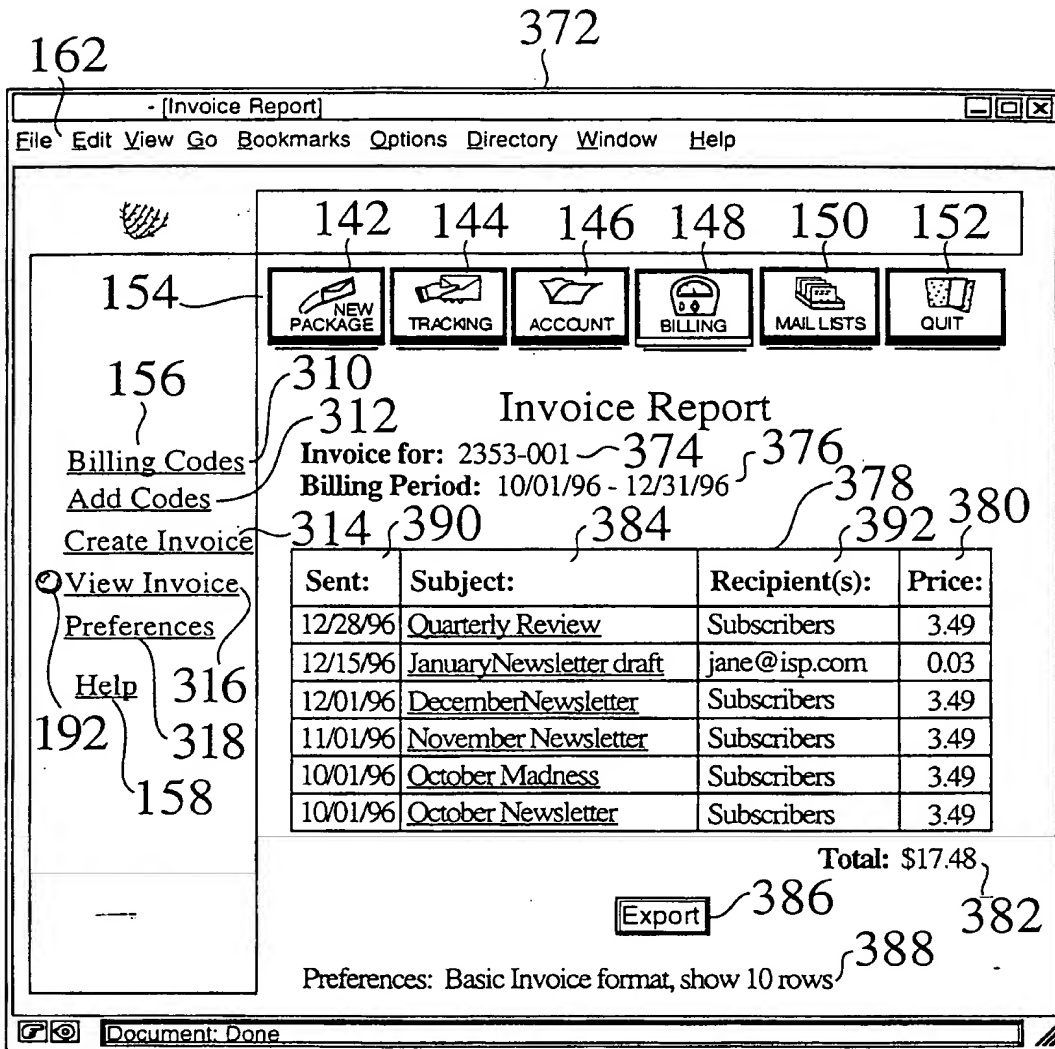 372
162
- [Invoice Report]
File Edit View Go Bookmarks Options Directory Window Help
142 144 146 148 150 152
154
NEW PACKAGE TRACKING ACCOUNT BILLING MAIL LISTS QUIT
156
310
312
Invoice Report
Invoice for: 2353-001 374 376
Billing Period: 10/01/96 - 12/31/96
Billing Codes
Add Codes
Create Invoice
314 390 384 378 392 380
View Invoice
Preferences
Help
316
192
318
158
Sent: Subject: Recipient(s): Price:
12/28/96 Quarterly Review Subscribers 3.49
12/15/96 JanuaryNewsletter draft jane@isp.com 0.03
12/01/96 DecemberNewsletter Subscribers 3.49
11/01/96 November Newsletter Subscribers 3.49
10/01/96 October Madness Subscribers 3.49
10/01/96 October Newsletter Subscribers 3.49
Total: $17.48
382
Export 386
388
Preferences: Basic Invoice format, show 10 rows
Document: Done